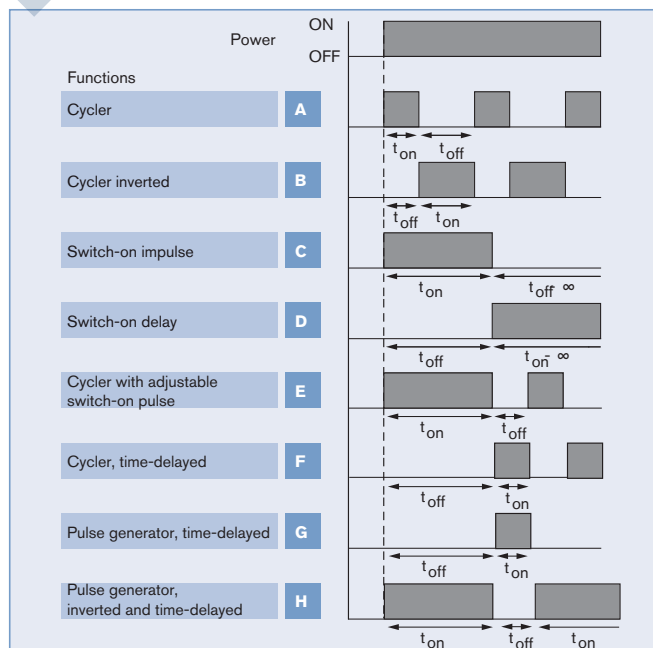 ON
Power
OFF
Functions
Cycler A
t on t off
Cycler inverted B
t off t on
Switch-on impulse C
t on t off- ∞
Switch-on delay D
t off t on- ∞
Cycler with adjustable
switch-on pulse E
t on t off
Cycler, time-delayed F
t off t on
Pulse generator, time-delayed G
t off t on
Pulse generator,
inverted and time-delayed H
t on t off t on